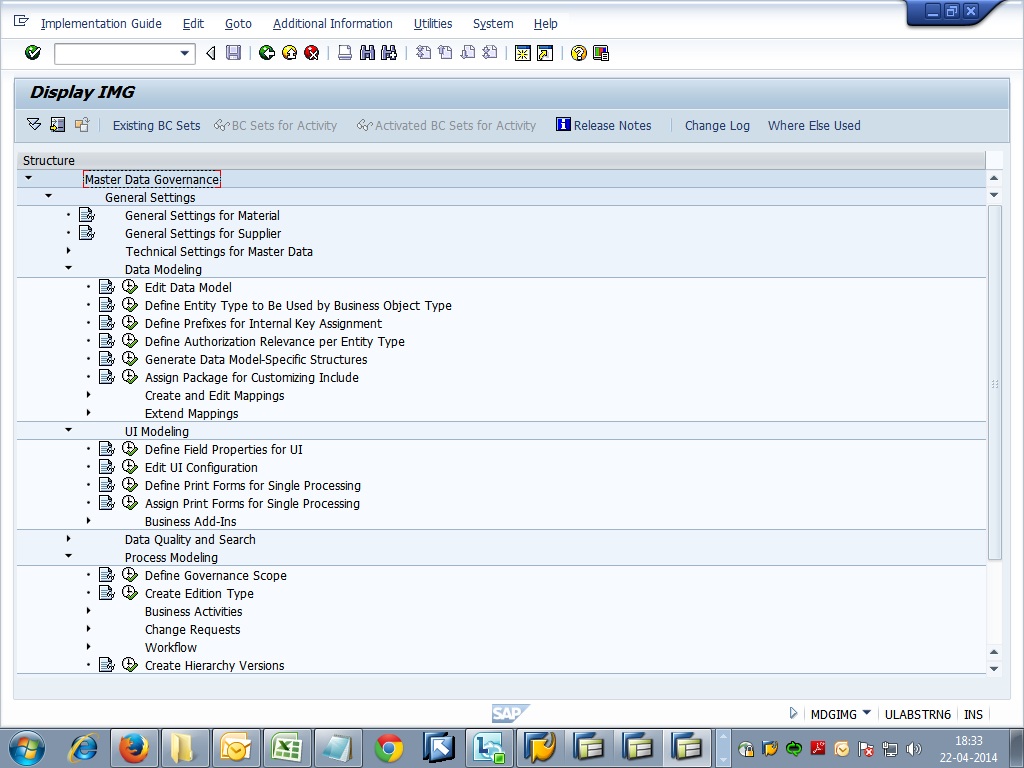 Implementation Guide Edit Goto Additional Information Utilities System Help
Display IMG
Existing BC Sets BC Sets for Activity Activated BC Sets for Activity Release Notes Change Log Where Else Used
Structure
Master Data Governance
General Settings
General Settings for Material
General Settings for Supplier
Technical Settings for Master Data
Data Modeling
Edit Data Model
Define Entity Type to Be Used by Business Object Type
Define Prefixes for Internal Key Assignment
Define Authorization Relevance per Entity Type
Generate Data Model-Specific Structures
Assign Package for Customizing Include
Create and Edit Mappings
Extend Mappings
UI Modeling
Define Field Properties for UI
Edit UI Configuration
Define Print Forms for Single Processing
Assign Print Forms for Single Processing
Business Add-Ins
Data Quality and Search
Process Modeling
Define Governance Scope
Create Edition Type
Business Activities
Change Requests
Workflow
Create Hierarchy Versions
SAP MDGIMG ULABSTRN6 INS
18:33
22-04-2014